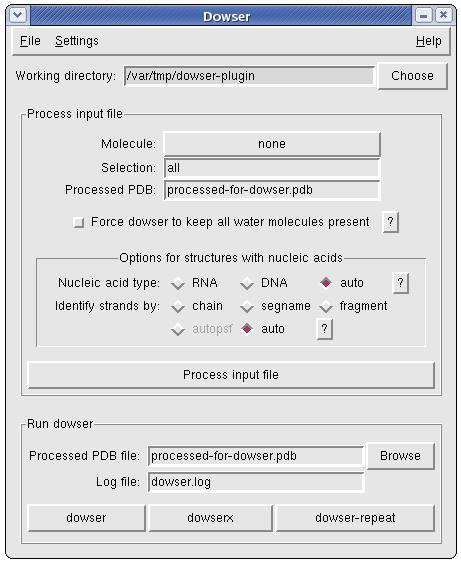 Dowser
File Settings Help
Working directory: /var/tmp/dowser-plugin Choose
Process input file
Molecule: none
Selection: all
Processed PDB: processed-for-dowser.pdb
Force dowser to keep all water molecules present ?
Options for structures with nucleic acids
Nucleic acid type: RNA DNA auto ?
Identify strands by: chain segname fragment
autopsf auto ?
Process input file
Run dowser
Processed PDB file: processed-for-dowser.pdb Browse
Log file: dowser.log
dowser dowserx dowser-repeat